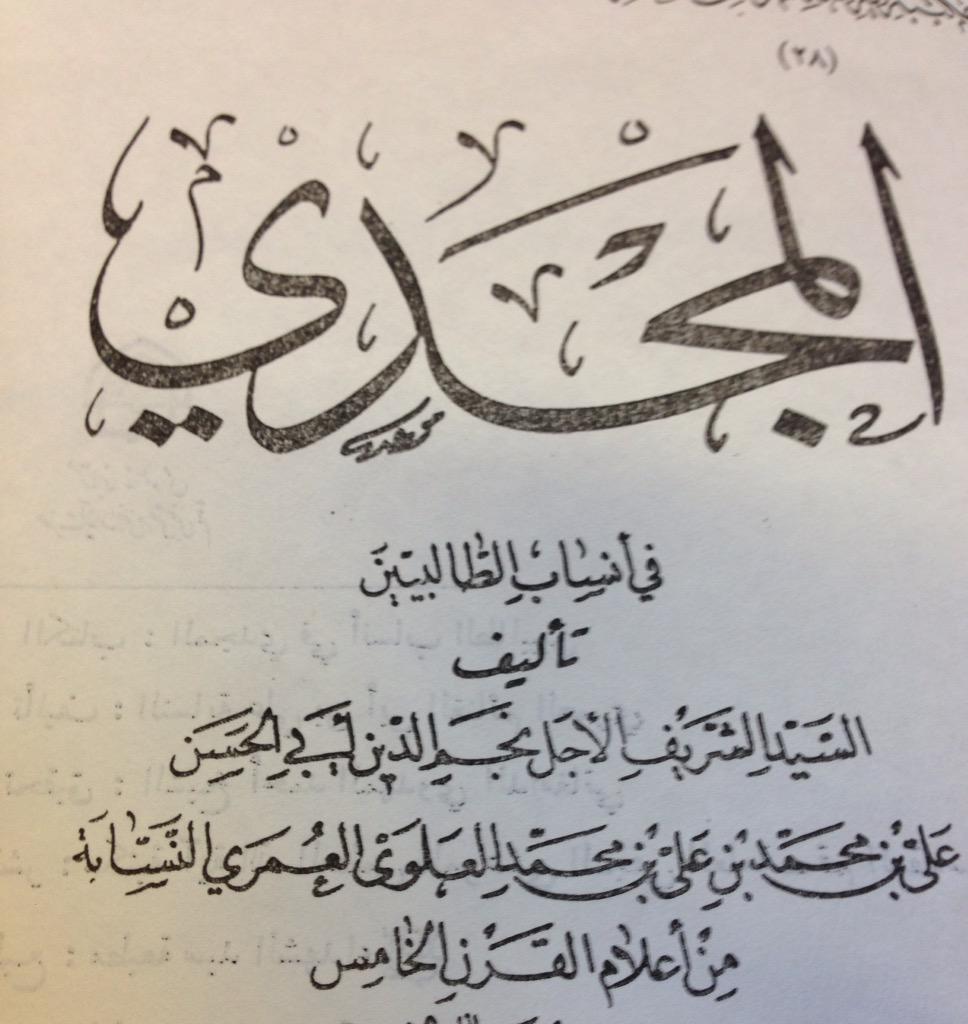 (٢٨)
المجدي
في أنساب الطالبيين
تأليف
السيد الشريف الأجل نجم الدين أبي الحسن
علي بن محمد بن علي بن محمد العلوي العمري النسابة
من أعلام القرن الخامس